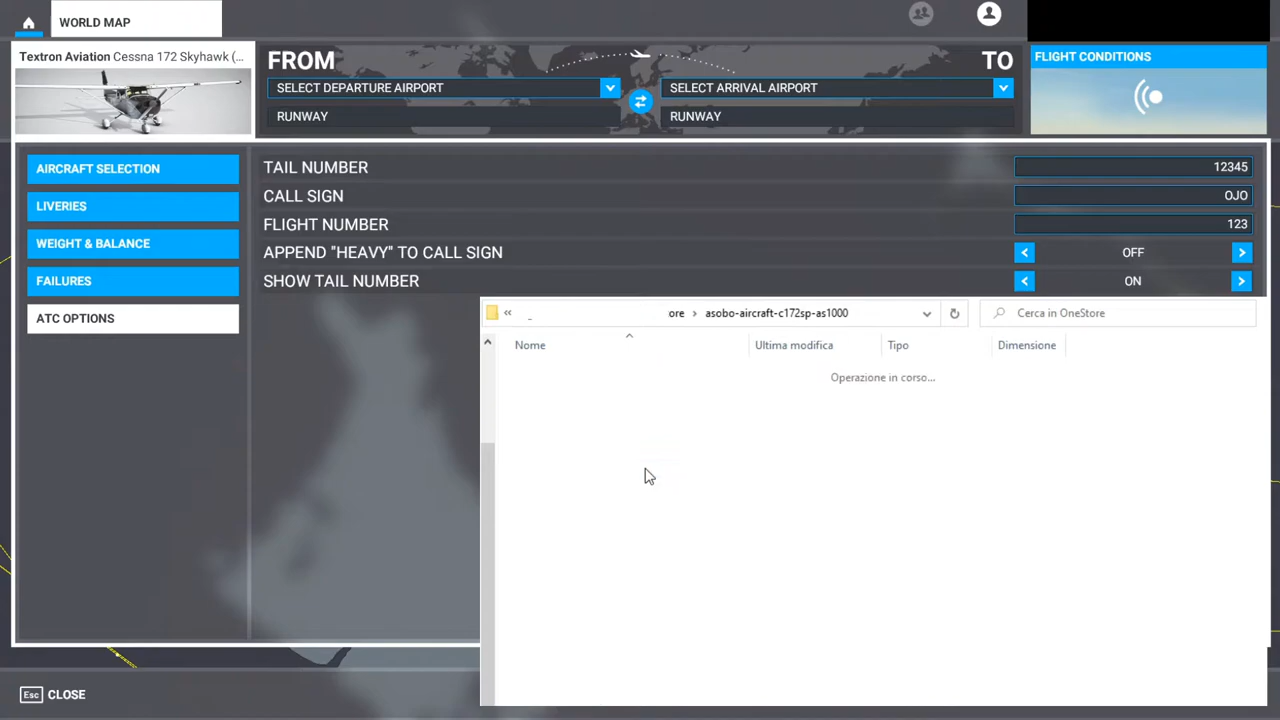 WORLD MAP
Textron Aviation Cessna 172 Skyhawk (...
FROM
TO
SELECT DEPARTURE AIRPORT
SELECT ARRIVAL AIRPORT
RUNWAY
RUNWAY
FLIGHT CONDITIONS
AIRCRAFT SELECTION
LIVERIES
WEIGHT & BALANCE
FAILURES
ATC OPTIONS
TAIL NUMBER 12345
CALL SIGN OJO
FLIGHT NUMBER 123
APPEND "HEAVY" TO CALL SIGN < OFF >
SHOW TAIL NUMBER < ON >
« _ ore › asobo-aircraft-c172sp-as1000
Cerca in OneStore
Nome Ultima modifica Tipo Dimensione
Operazione in corso...
Esc CLOSE